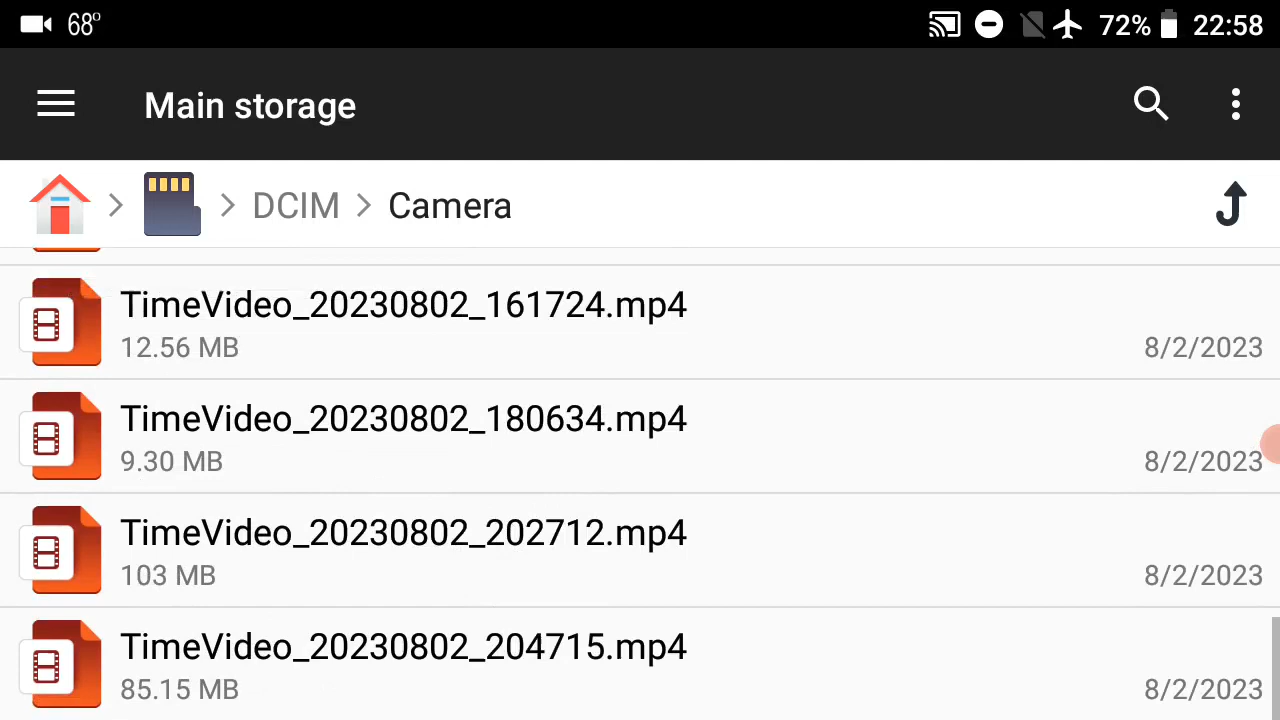 68° 72% 22:58
Main storage
DCIM Camera
TimeVideo_20230802_161724.mp4
12.56 MB 8/2/2023
TimeVideo_20230802_180634.mp4
9.30 MB 8/2/2023
TimeVideo_20230802_202712.mp4
103 MB 8/2/2023
TimeVideo_20230802_204715.mp4
85.15 MB 8/2/2023